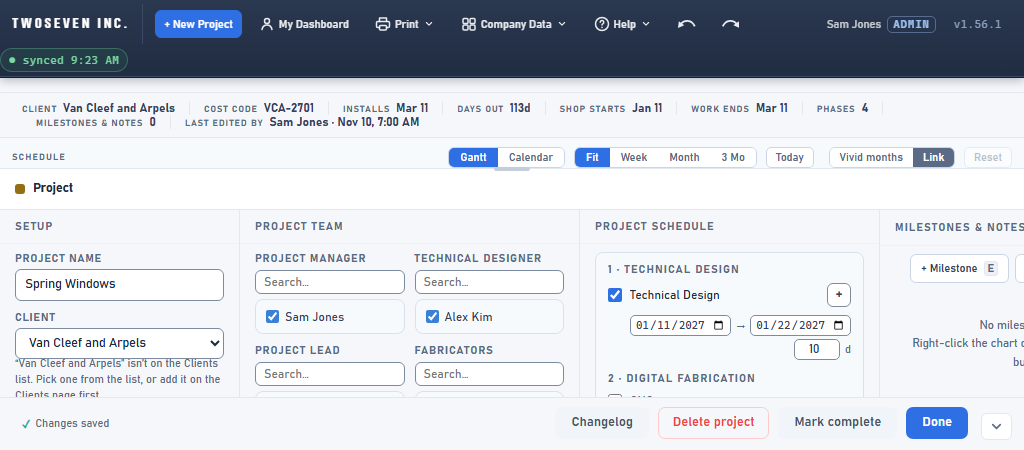 TWOSEVEN INC.
+ New Project
My Dashboard
Print
Company Data
Help
Sam Jones
ADMIN
v1.56.1
synced 9:23 AM
CLIENT Van Cleef and Arpels
COST CODE VCA-2701
INSTALLS Mar 11
DAYS OUT 113d
SHOP STARTS Jan 11
WORK ENDS Mar 11
PHASES 4
MILESTONES & NOTES 0
LAST EDITED BY Sam Jones · Nov 10, 7:00 AM
SCHEDULE
Gantt
Calendar
Fit
Week
Month
3 Mo
Today
Vivid months
Link
Reset
Project
SETUP
PROJECT TEAM
PROJECT SCHEDULE
MILESTONES & NOTES
PROJECT NAME
Spring Windows
CLIENT
Van Cleef and Arpels
"Van Cleef and Arpels" isn't on the Clients
list. Pick one from the list, or add it on the
Clients page first.
PROJECT MANAGER
Search…
Sam Jones
TECHNICAL DESIGNER
Search…
Alex Kim
PROJECT LEAD
Search…
FABRICATORS
Search…
1 · TECHNICAL DESIGN
Technical Design
+
01/11/2027 → 01/22/2027
10 d
2 · DIGITAL FABRICATION
+ Milestone E
No miles
Right-click the chart
bu
Changes saved
Changelog
Delete project
Mark complete
Done